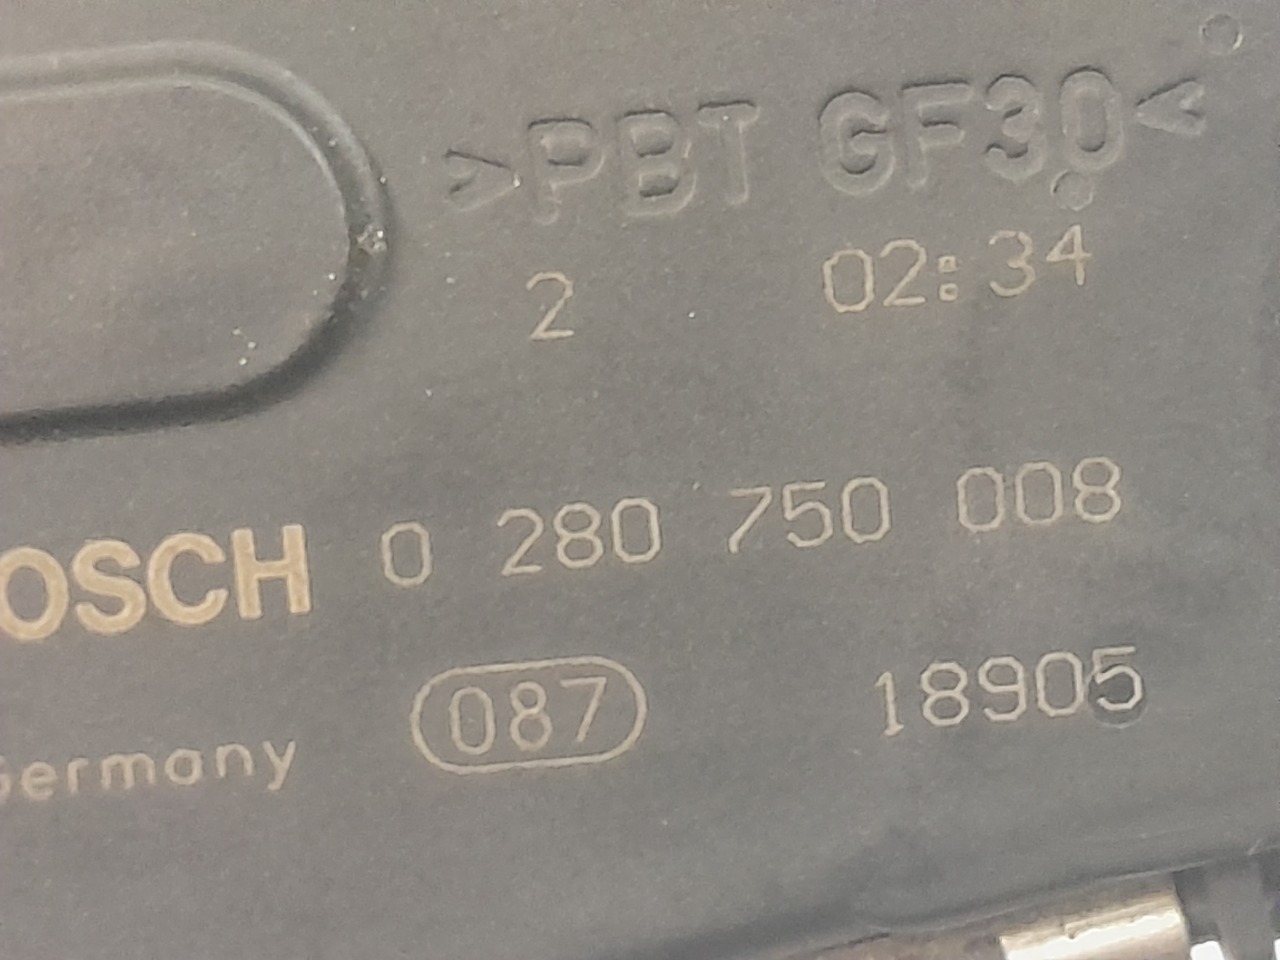 >PBT GF30<
2 02:34
OSCH 0 280 750 008
087 18905
Germany